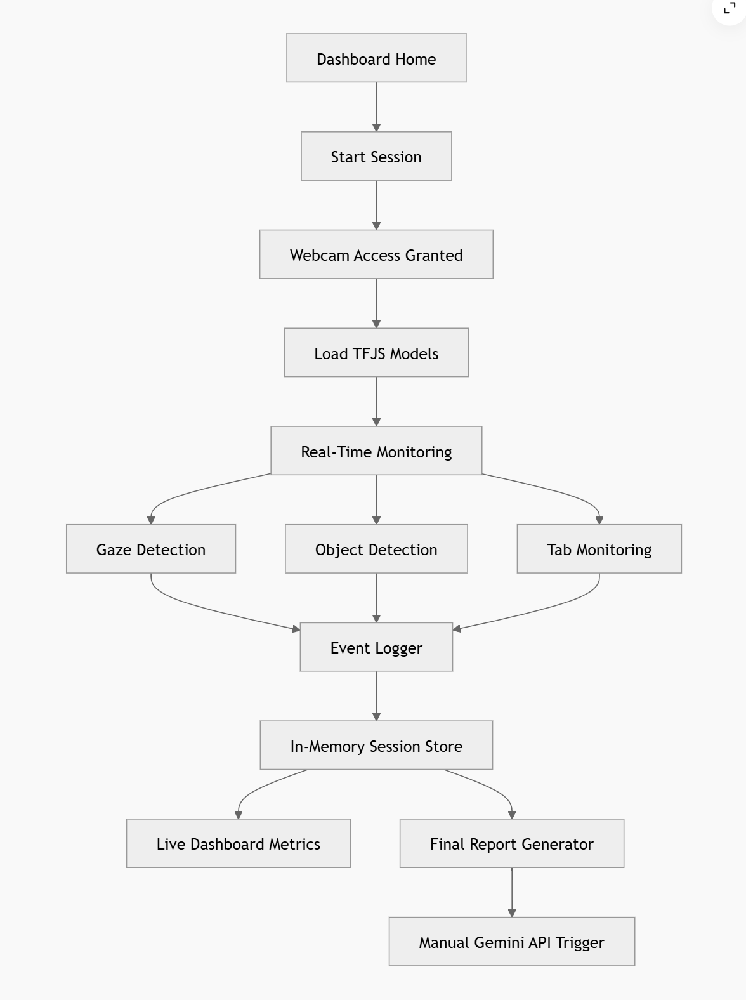 Dashboard Home
Start Session
Webcam Access Granted
Load TFJS Models
Real-Time Monitoring
Gaze Detection
Object Detection
Tab Monitoring
Event Logger
In-Memory Session Store
Live Dashboard Metrics
Final Report Generator
Manual Gemini API Trigger